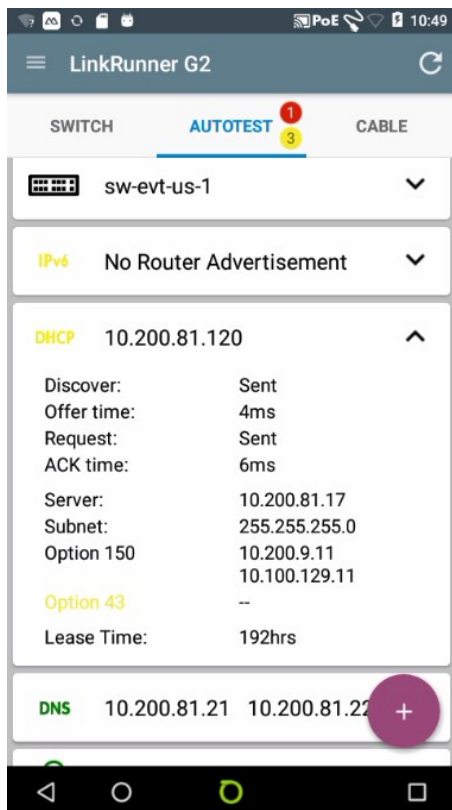 PoE 10:49
LinkRunner G2
SWITCH AUTOTEST 1 3 CABLE
sw-evt-us-1
IPv6 No Router Advertisement
DHCP 10.200.81.120
Discover: Sent
Offer time: 4ms
Request: Sent
ACK time: 6ms
Server: 10.200.81.17
Subnet: 255.255.255.0
Option 150 10.200.9.11
10.100.129.11
Option 43 --
Lease Time: 192hrs
DNS 10.200.81.21 10.200.81.22
+